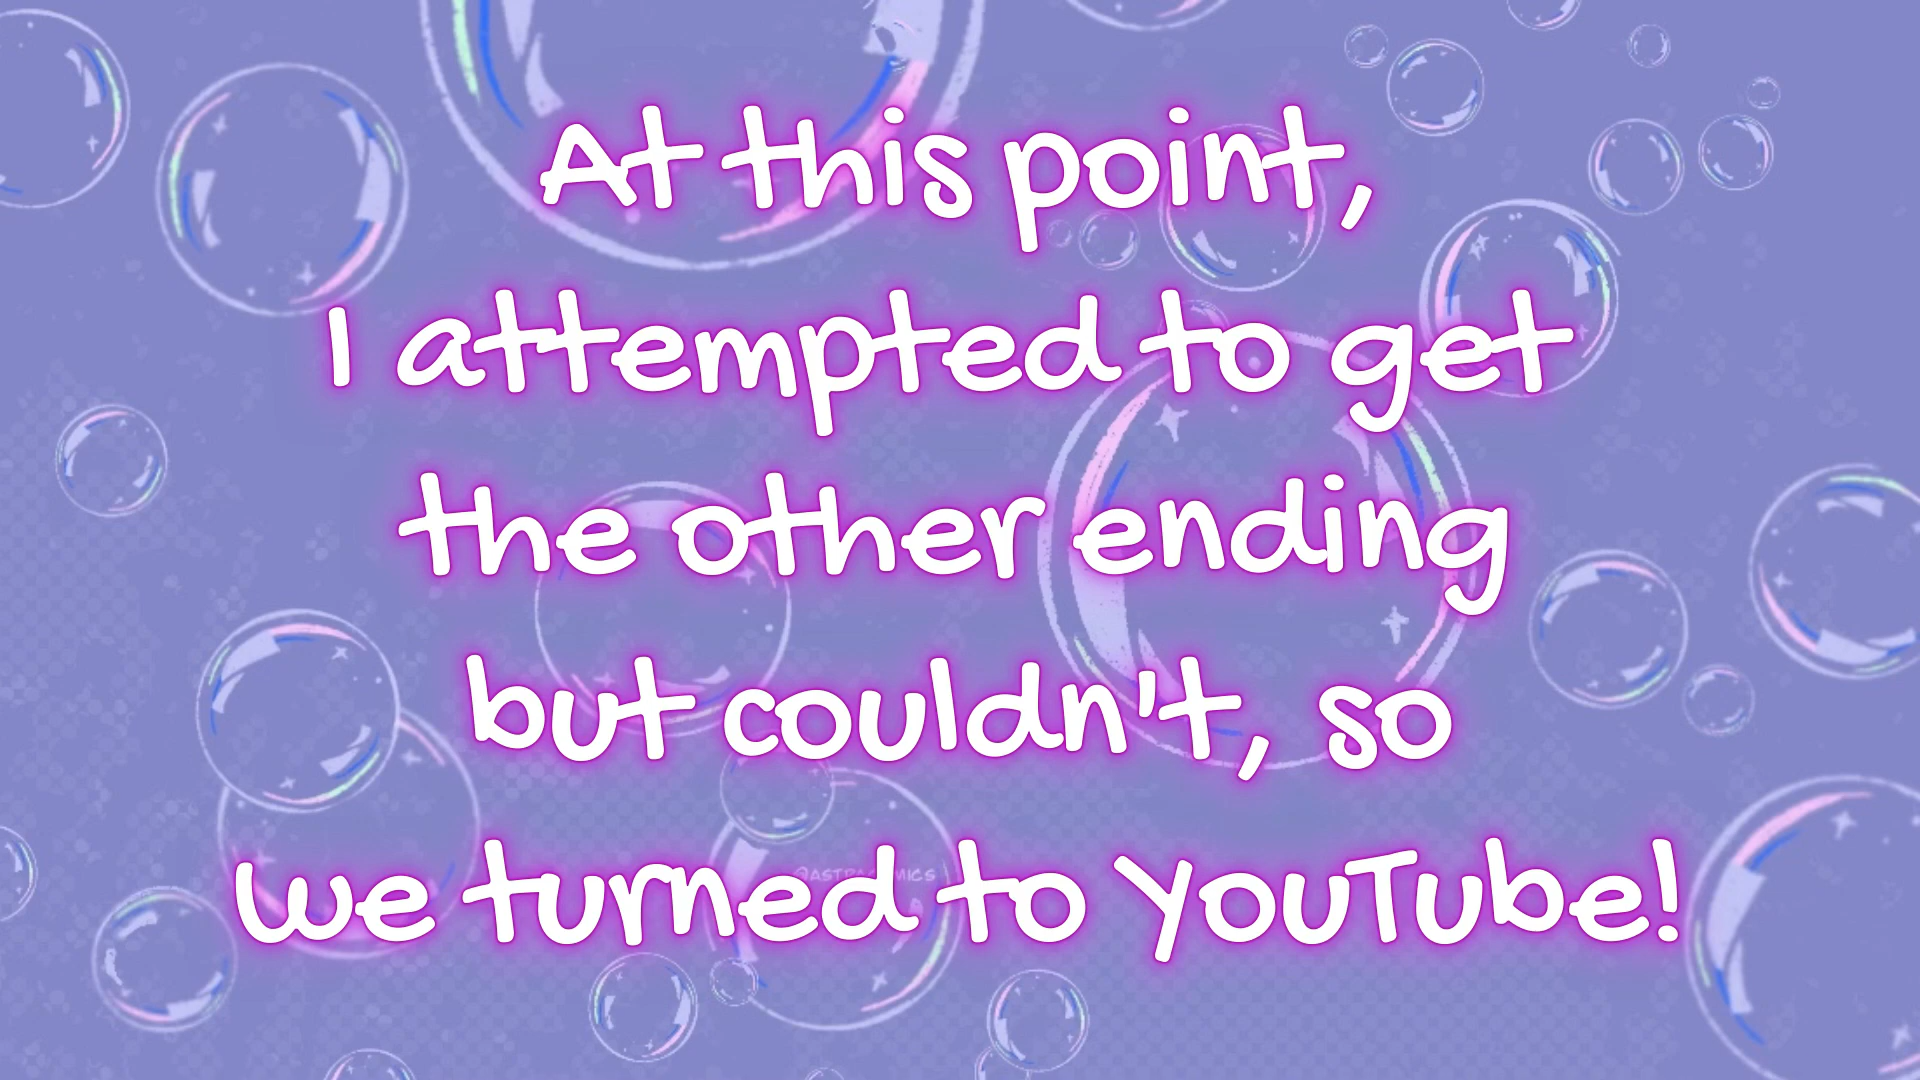 At this point,
I attempted to get
the other ending
but couldn't, so
we turned to YouTube!